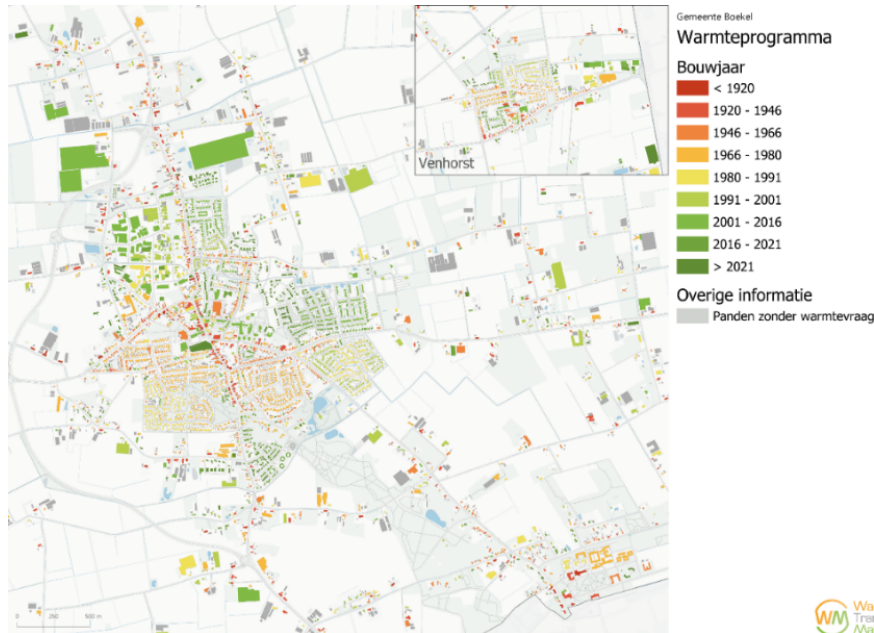 Gemeente Boekel
Warmteprogramma
Bouwjaar
< 1920
1920 - 1946
1946 - 1966
1966 - 1980
1980 - 1991
1991 - 2001
2001 - 2016
2016 - 2021
> 2021
Overige informatie
Panden zonder warmtevraag
Venhorst
0 250 500 m
WM